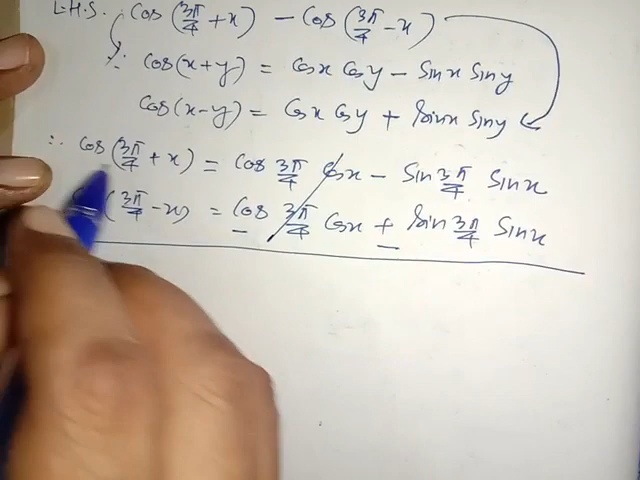 L.H.S. cos(3π/4 + x) - cos(3π/4 - x)
∵ cos(x+y) = cosx cosy - sinx siny
cos(x-y) = cosx cosy + sinx siny
∴ cos(3π/4 + x) = cos 3π/4 cosx - sin 3π/4 sinx
(3π/4 - x) = cos 3π/4 cosx + sin 3π/4 sinx